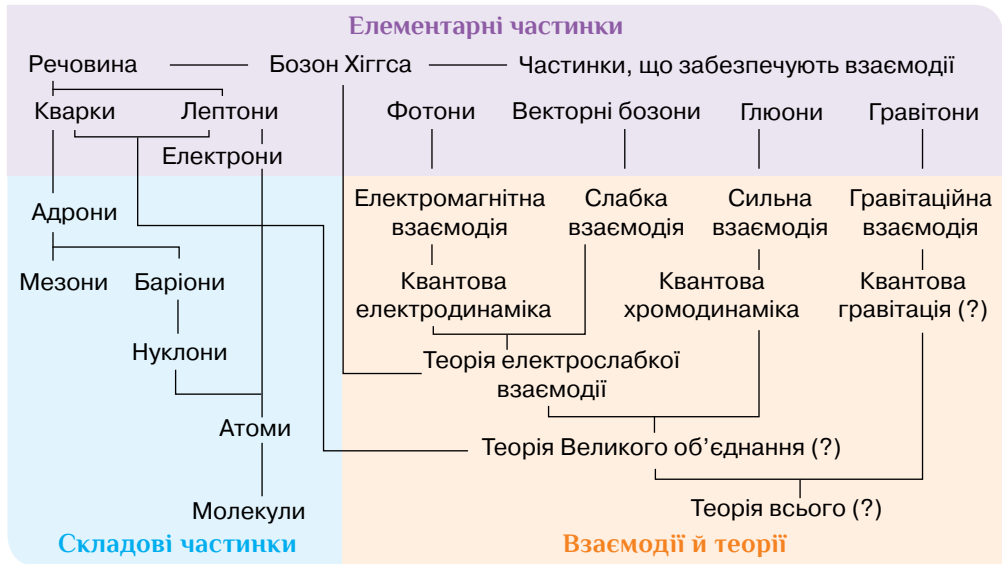 Елементарні частинки
Речовина Бозон Хіггса Частинки, що забезпечують взаємодії
Кварки Лептони Фотони Векторні бозони Глюони Гравітони
Електрони
Адрони
Мезони Баріони
Нуклони
Атоми
Молекули
Складові частинки
Електромагнітна
взаємодія
Слабка
взаємодія
Сильна
взаємодія
Гравітаційна
взаємодія
Квантова
електродинаміка
Квантова
хромодинаміка
Квантова
гравітація (?)
Теорія електрослабкої
взаємодії
Теорія Великого об’єднання (?)
Теорія всього (?)
Взаємодії й теорії